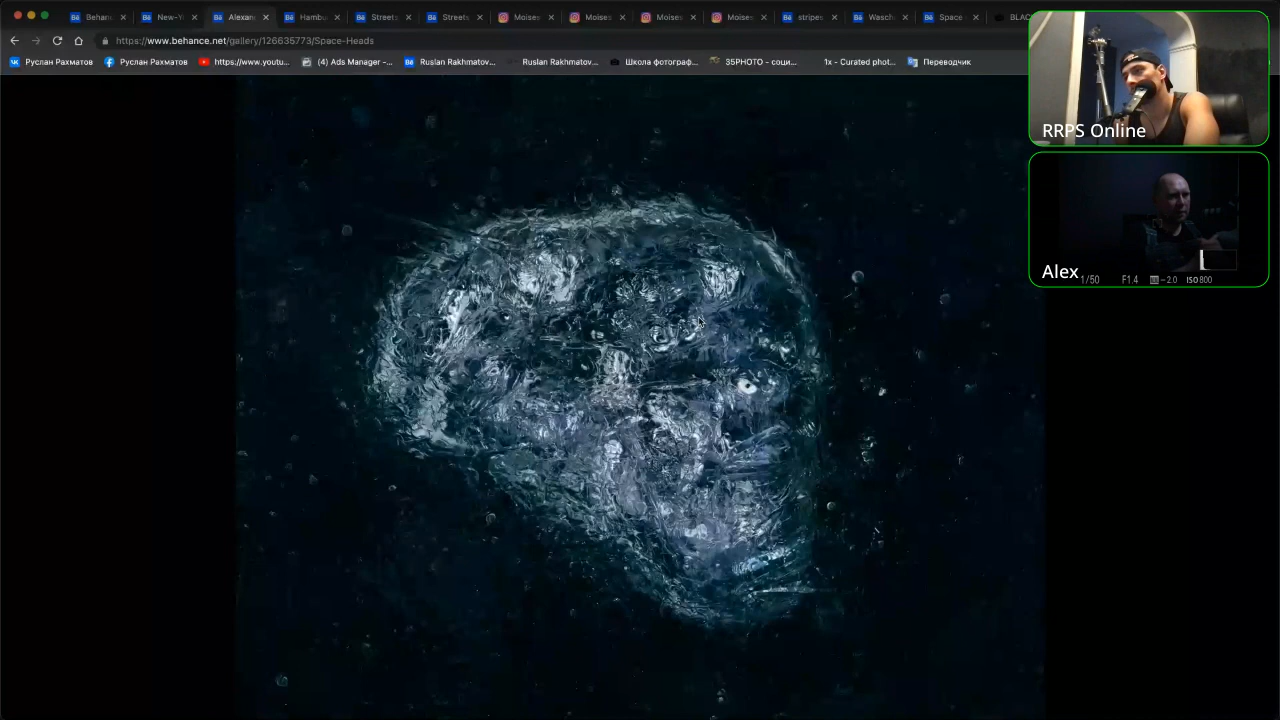 Behan
New-Y
Alexan
Hambu
Streets
Streets
Moises
Moises
Moises
Moises
stripes
Wasch
Space
BLAC
https://www.behance.net/gallery/126635773/Space-Heads
Руслан Рахматов
Руслан Рахматов
https://www.youtu...
(4) Ads Manager -...
Ruslan Rakhmatov...
Ruslan Rakhmatov...
Школа фотограф...
35PHOTO - соци...
1x - Curated phot...
Переводчик
RRPS Online
Alex
1/50 F1.4 -2.0 ISO 800